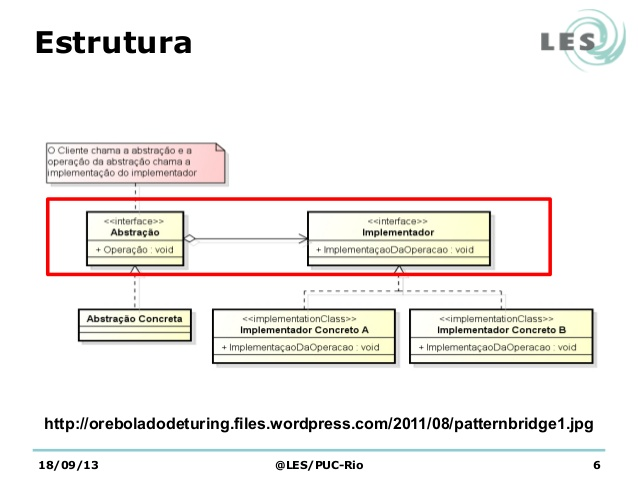 Estrutura
LES
O Cliente chama a abstração e a
operação da abstração chama a
implementação do implementador
<<interface>>
Abstração
+ Operação : void
<<interface>>
Implementador
+ ImplementaçaoDaOperacao : void
Abstração Concreta
<<implementationClass>>
Implementador Concreto A
+ ImplementaçaoDaOperacao : void
<<implementationClass>>
Implementador Concreto B
+ ImplementaçaoDaOperacao : void
http://oreboladodeturing.files.wordpress.com/2011/08/patternbridge1.jpg
18/09/13
@LES/PUC-Rio
6